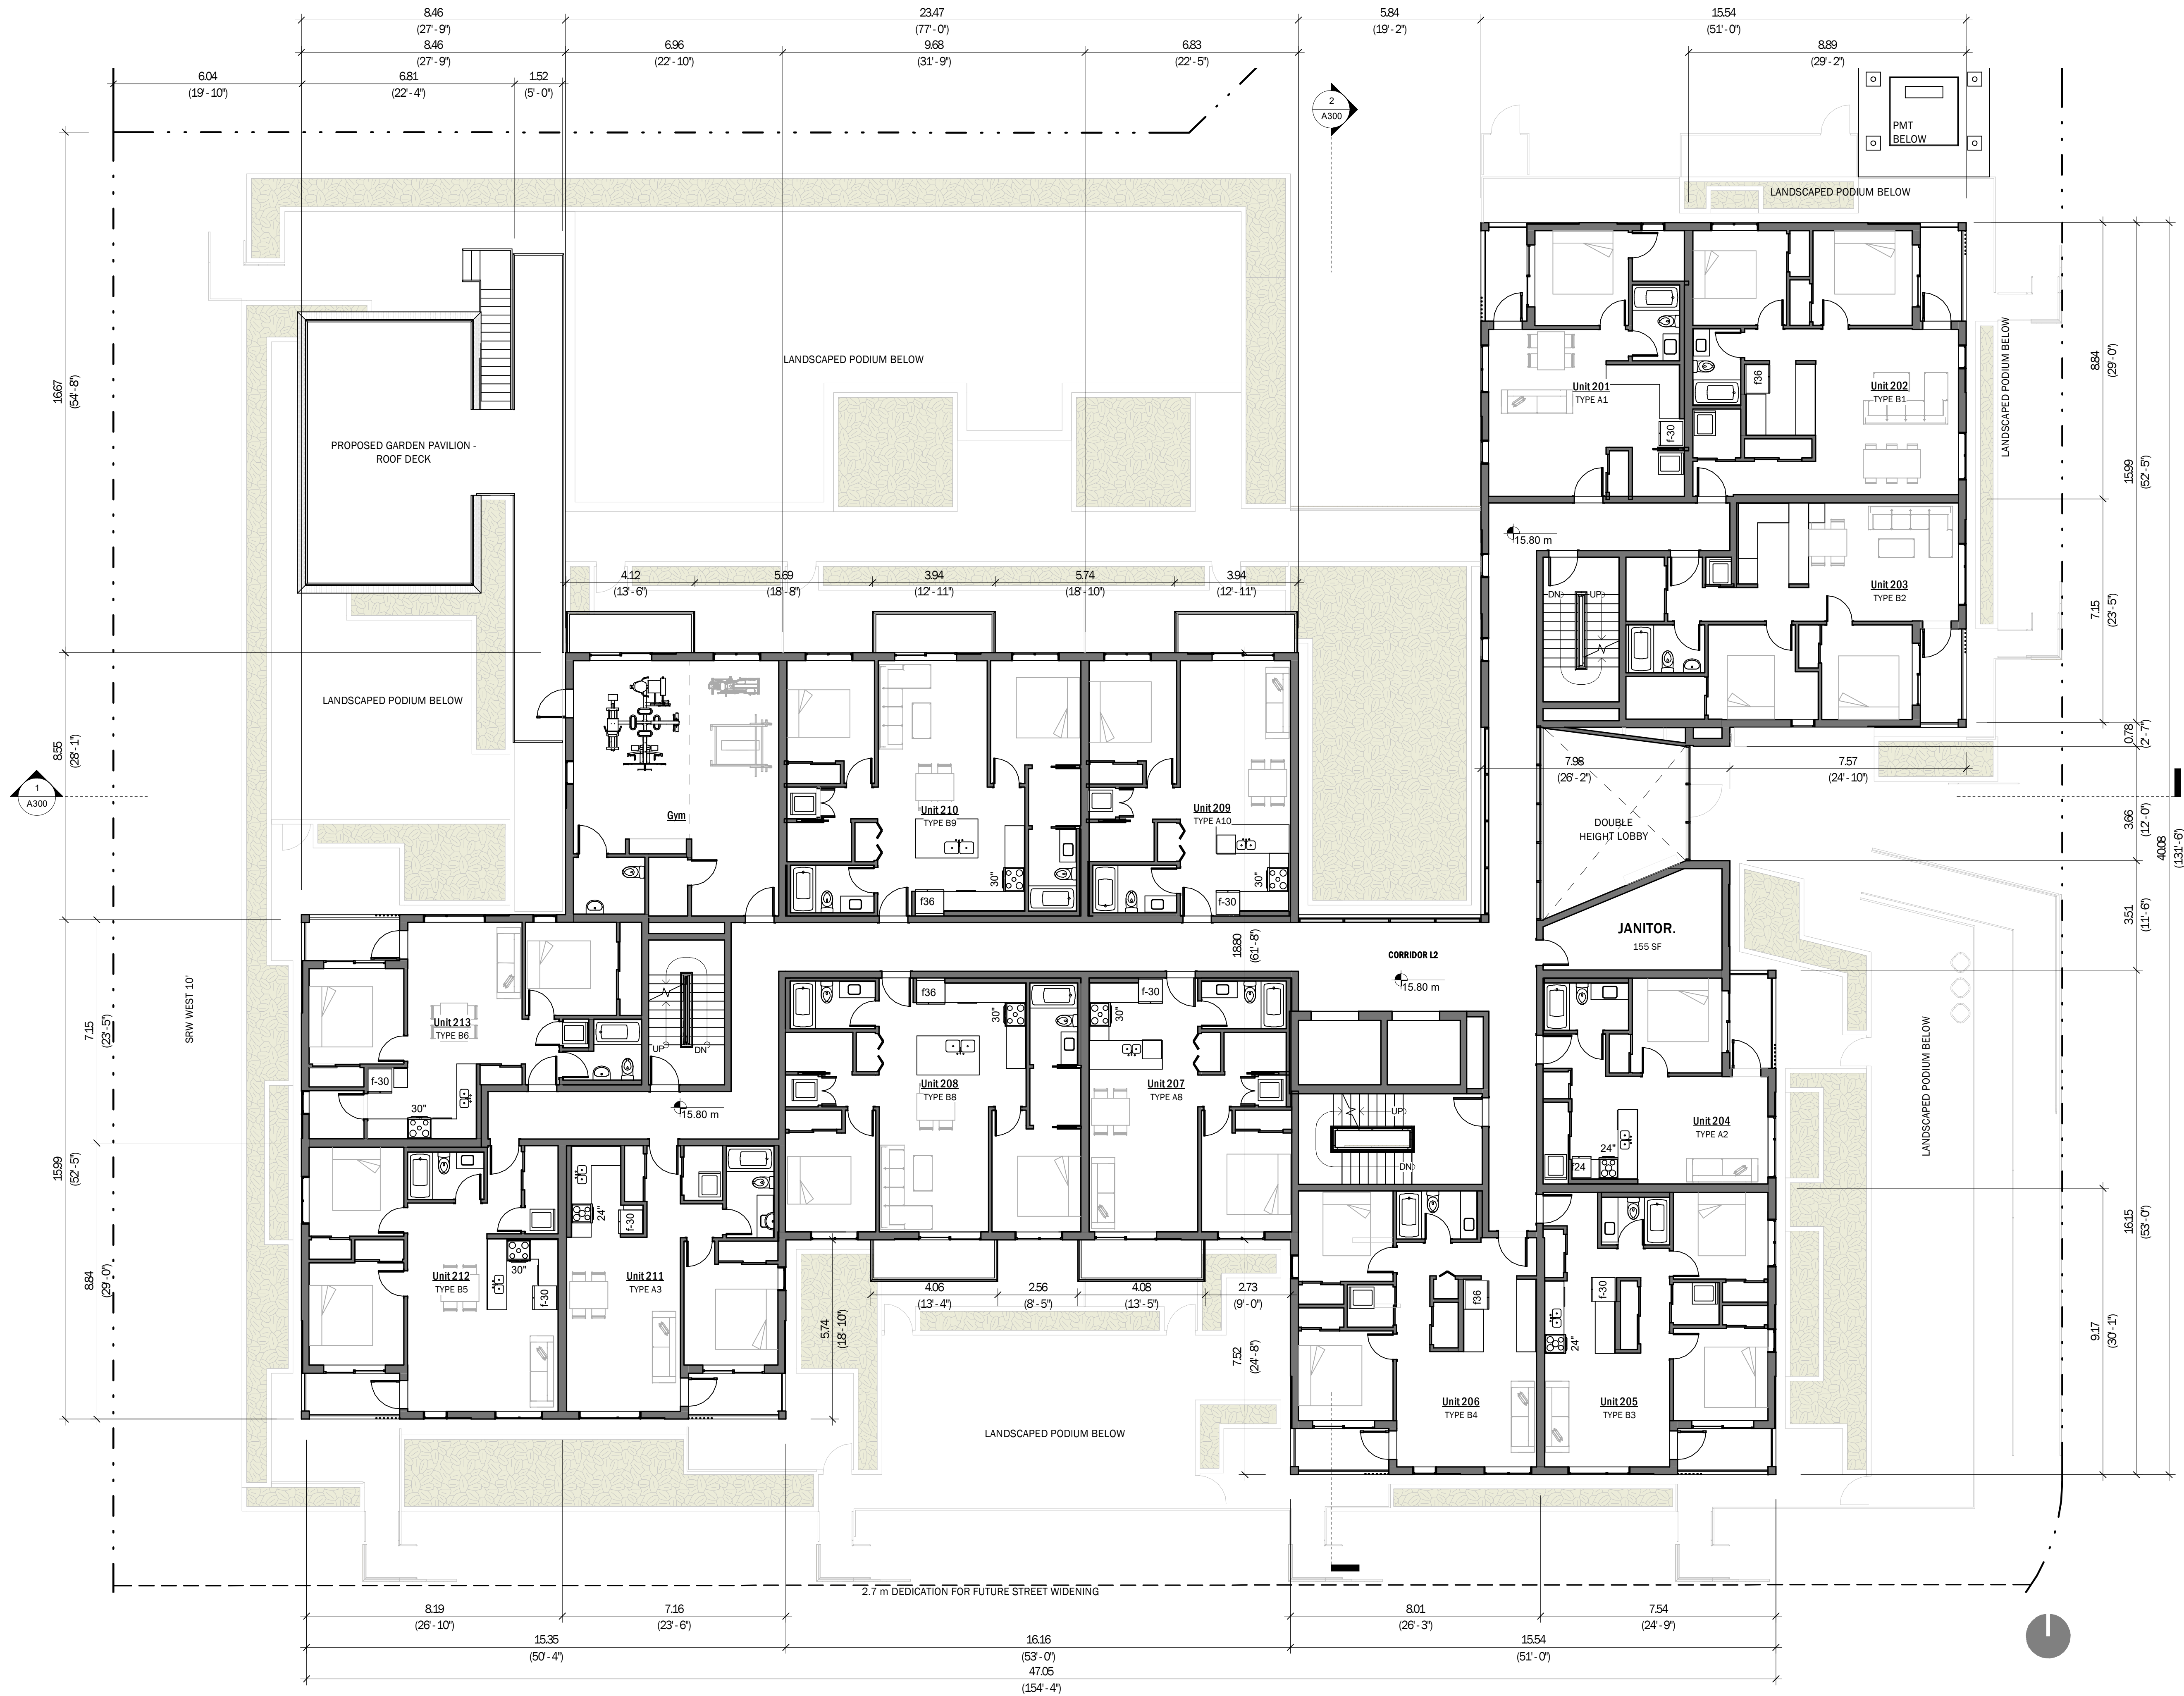 8.46
(27' - 9")
23.47
(77' - 0")
5.84
(19' - 2")
15.54
(51' - 0")
8.46
(27' - 9")
6.96
(22' - 10")
9.68
(31' - 9")
6.83
(22' - 5")
8.89
(29' - 2")
6.04
(19' - 10")
6.81
(22' - 4")
1.52
(5' - 0")
2
A300
PMT
BELOW
LANDSCAPED PODIUM BELOW
16.67
(54' - 8")
LANDSCAPED PODIUM BELOW
LANDSCAPED PODIUM BELOW
8.84
(29' - 0")
Unit 201
TYPE A1
f-30
Unit 202
TYPE B1
f36
PROPOSED GARDEN PAVILION -
ROOF DECK
15.99
(52' - 5")
15.80 m
4.12
(13' - 6")
5.69
(18' - 8")
3.94
(12' - 11")
5.74
(18' - 10")
3.94
(12' - 11")
DN
UP
Unit 203
TYPE B2
7.15
(23' - 5")
LANDSCAPED PODIUM BELOW
8.55
(28' - 1")
0.78
(2' - 7")
7.98
(26' - 2")
7.57
(24' - 10")
1
A300
Gym
Unit 210
TYPE B9
30"
f36
Unit 209
TYPE A10
30"
f-30
DOUBLE
HEIGHT LOBBY
3.66
(12' - 0")
40.08
(131' - 6")
3.51
(11' - 6")
JANITOR.
155 SF
18.80
(61' - 8")
CORRIDOR L2
15.80 m
SRW WEST 10'
7.15
(23' - 5")
Unit 213
TYPE B6
f-30
30"
UP
DN
f36
30"
f-30
30"
Unit 208
TYPE B8
Unit 207
TYPE A8
15.80 m
UP
DN
Unit 204
TYPE A2
24"
f24
LANDSCAPED PODIUM BELOW
15.99
(52' - 5")
16.15
(53' - 0")
8.84
(29' - 0")
Unit 212
TYPE B5
30"
f-30
24"
f-30
Unit 211
TYPE A3
4.06
(13' - 4")
2.56
(8' - 5")
4.08
(13' - 5")
2.73
(9' - 0")
5.74
(18' - 10")
7.52
(24' - 8")
f36
f-30
24"
Unit 206
TYPE B4
Unit 205
TYPE B3
9.17
(30' - 1")
LANDSCAPED PODIUM BELOW
2.7 m DEDICATION FOR FUTURE STREET WIDENING
8.19
(26' - 10")
7.16
(23' - 6")
8.01
(26' - 3")
7.54
(24' - 9")
15.35
(50' - 4")
16.16
(53' - 0")
15.54
(51' - 0")
47.05
(154' - 4")